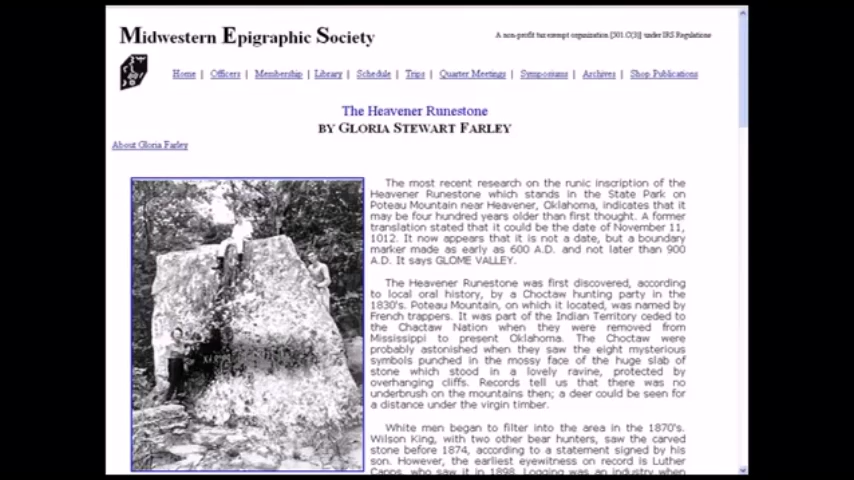 Midwestern Epigraphic Society
A non-profit tax exempt organization [501.C(3)] under IRS Regulations
Home | Officers | Membership | Library | Schedule | Trips | Quarter Meetings | Symposiums | Archives | Shop Publications
The Heavener Runestone
BY GLORIA STEWART FARLEY
About Gloria Farley
The most recent research on the runic inscription of the
Heavener Runestone which stands in the State Park on
Poteau Mountain near Heavener, Oklahoma, indicates that it
may be four hundred years older than first thought. A former
translation stated that it could be the date of November 11,
1012. It now appears that it is not a date, but a boundary
marker made as early as 600 A.D. and not later than 900
A.D. It says GLOME VALLEY.
The Heavener Runestone was first discovered, according
to local oral history, by a Choctaw hunting party in the
1830's. Poteau Mountain, on which it located, was named by
French trappers. It was part of the Indian Territory ceded to
the Choctaw Nation when they were removed from
Mississippi to present Oklahoma. The Choctaw were
probably astonished when they saw the eight mysterious
symbols punched in the mossy face of the huge slab of
stone which stood in a lovely ravine, protected by
overhanging cliffs. Records tell us that there was no
underbrush on the mountains then; a deer could be seen for
a distance under the virgin timber.
White men began to filter into the area in the 1870's.
Wilson King, with two other bear hunters, saw the carved
stone before 1874, according to a statement signed by his
son. However, the earliest eyewitness on record is Luther
Capps, who saw it in 1898. Logging was an industry when